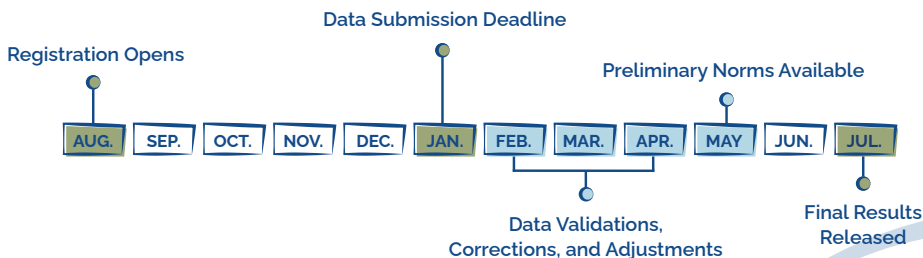 Data Submission Deadline
Registration Opens
Preliminary Norms Available
AUG. SEP. OCT. NOV. DEC. JAN. FEB. MAR. APR. MAY JUN. JUL.
Data Validations,
Corrections, and Adjustments
Final Results
Released